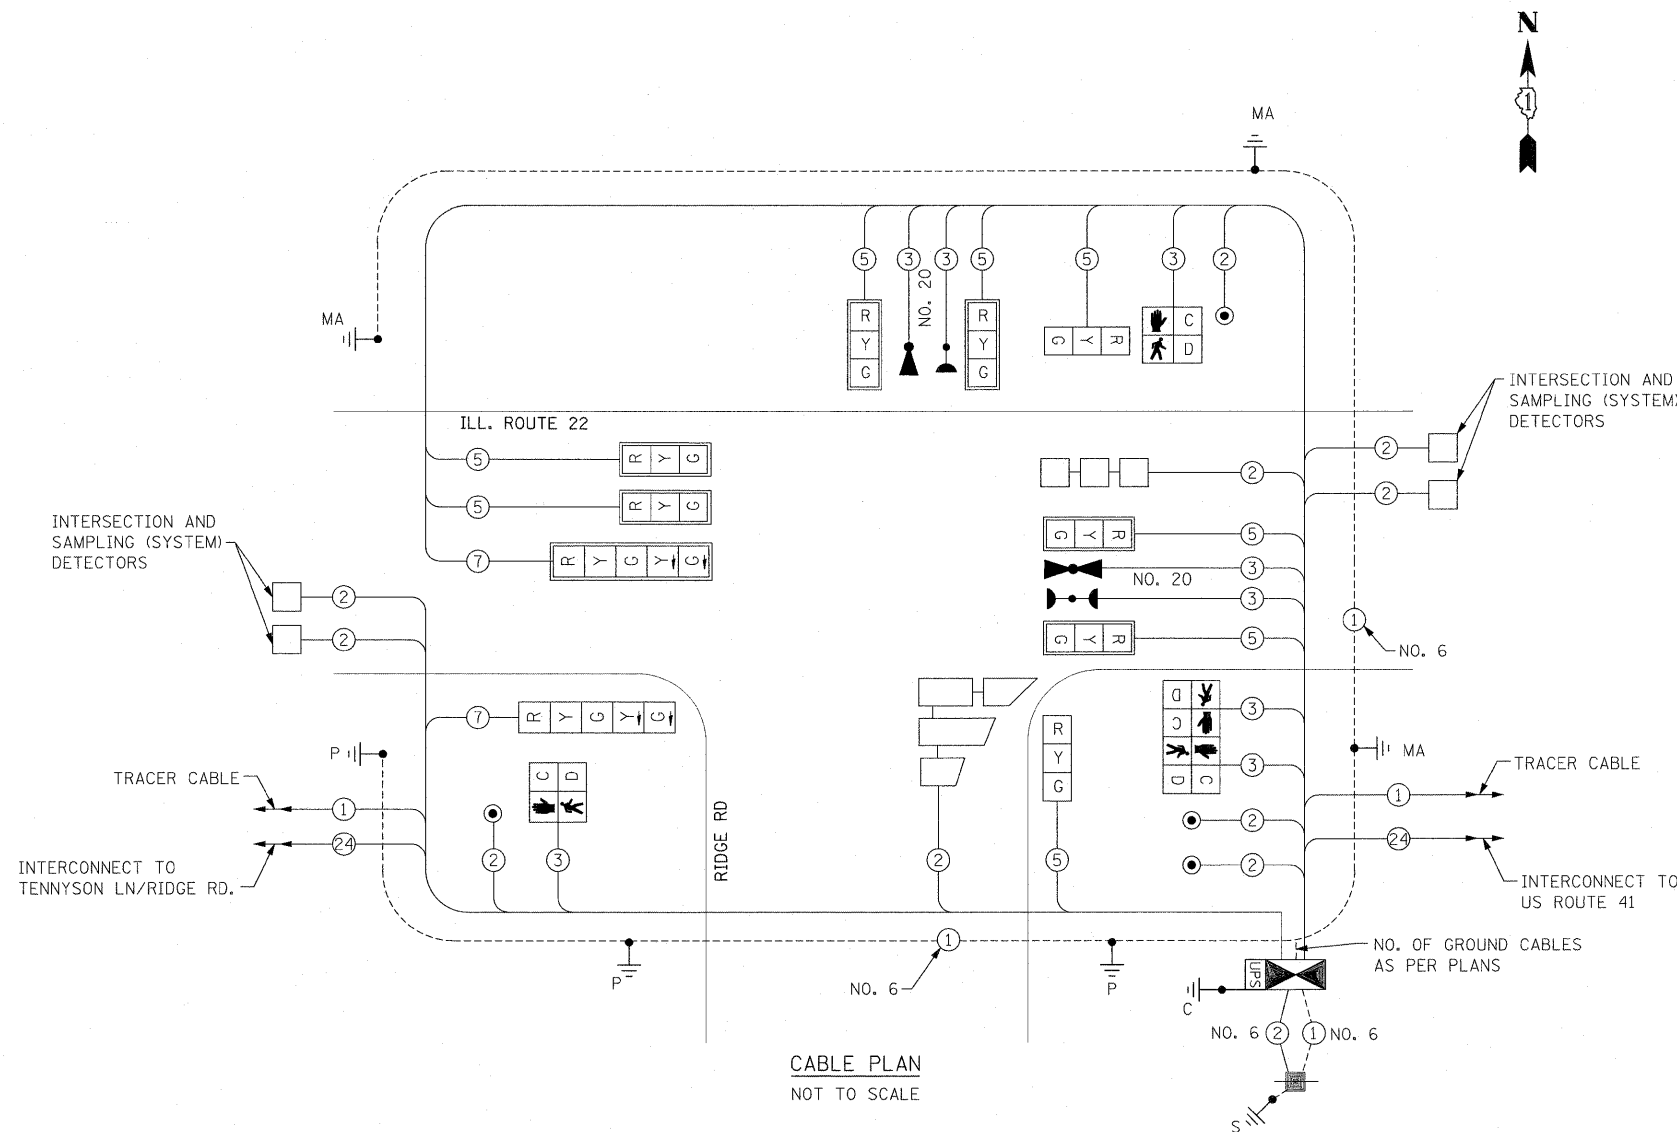 N
1
MA
5 3 3 5 5 3 2
NO. 20
R Y G
R Y G
R Y G
C
D
MA
ILL. ROUTE 22
5 R Y G
5 R Y G
7 R Y G Y G
INTERSECTION AND
SAMPLING (SYSTEM)
DETECTORS
2
2
INTERSECTION AND
SAMPLING (SYSTEM)
DETECTORS
2
2
2
R Y G 5
NO. 20 3
3
R Y G 5
1
NO. 6
7 R Y G Y G
P
C D
TRACER CABLE
1
24
INTERCONNECT TO
TENNYSON LN/RIDGE RD.
2 3
RIDGE RD
2
R
Y
G
5
D
C
3
C
D
3
2
2
MA
TRACER CABLE
1
24
INTERCONNECT TO
US ROUTE 41
P
1
NO. 6
P
NO. OF GROUND CABLES
AS PER PLANS
UPS
C
NO. 6 2 1 NO. 6
S
CABLE PLAN
NOT TO SCALE